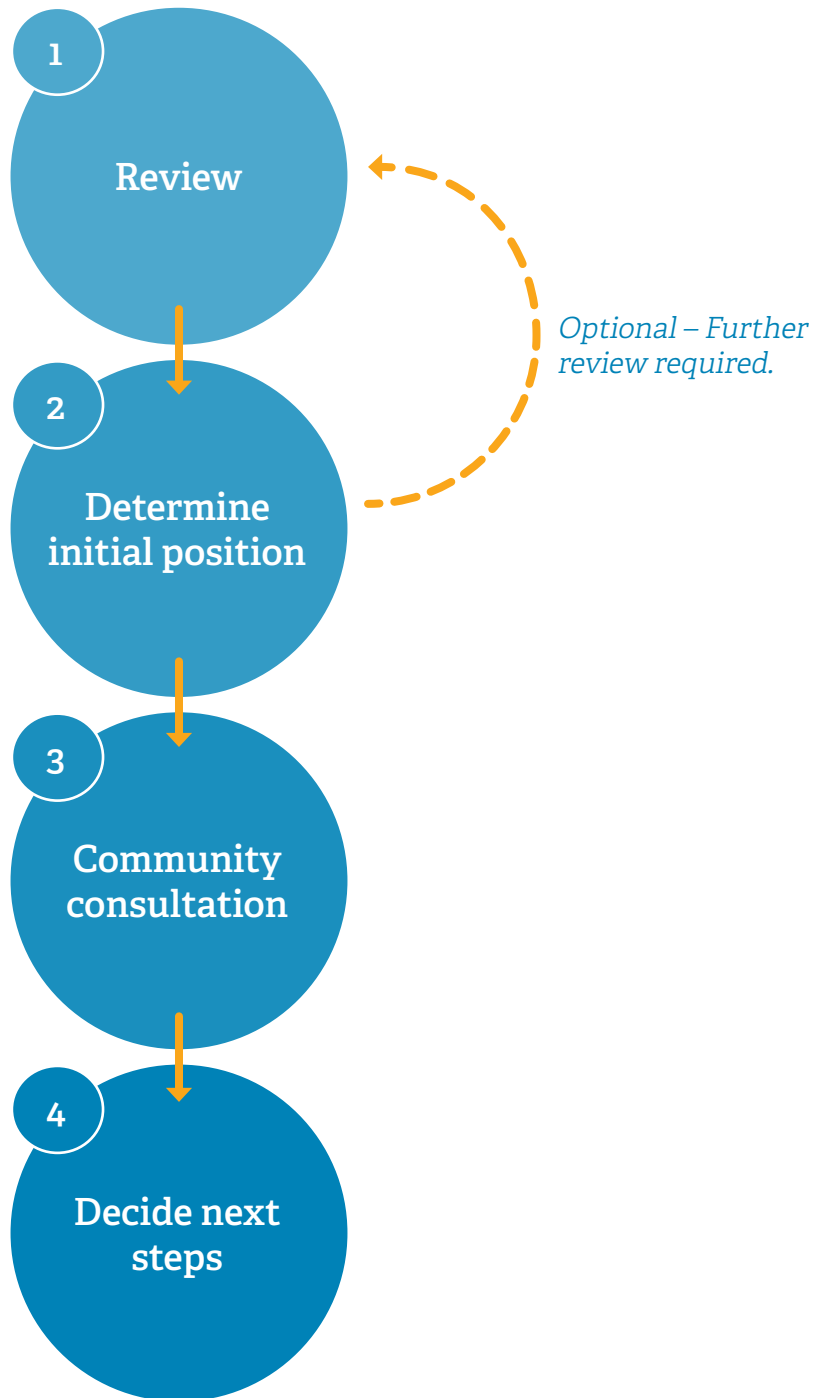 1
Review
Optional – Further
review required.
2
Determine
initial position
3
Community
consultation
4
Decide next
steps